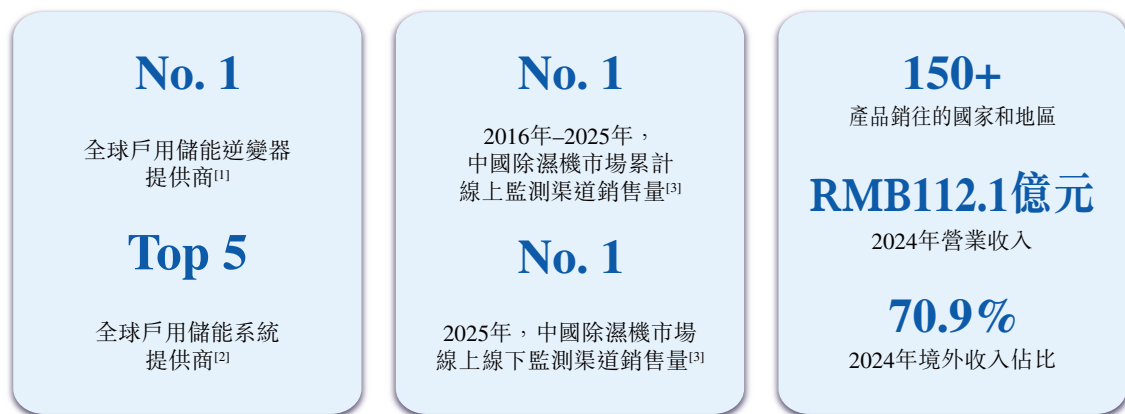 No. 1
全球戶用儲能逆變器
提供商[1]
Top 5
全球戶用儲能系統
提供商[2]
No. 1
2016年–2025年，
中國除濕機市場累計
線上監測渠道銷售量[3]
No. 1
2025年，中國除濕機市場
線上線下監測渠道銷售量[3]
150+
產品銷往的國家和地區
RMB112.1億元
2024年營業收入
70.9%
2024年境外收入佔比